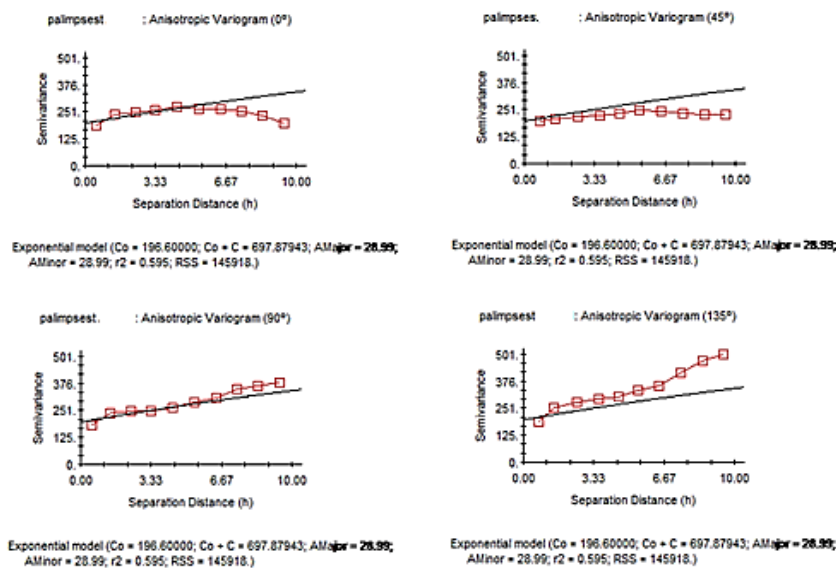 palimpsest : Anisotropic Variogram (0º)
501.
376.
251.
125.
0.
Semivariance
0.00 3.33 6.67 10.00
Separation Distance (h)
Exponential model (Co = 196.60000; Co + C = 697.87943; AMajor = 28.99;
AMinor = 28.99; r2 = 0.595; RSS = 145918.)
palimpses. : Anisotropic Variogram (45º)
501.
376.
251.
125.
0.
Semivariance
0.00 3.33 6.67 10.00
Separation Distance (h)
Exponential model (Co = 196.60000; Co + C = 697.87943; AMajor = 28.99;
AMinor = 28.99; r2 = 0.595; RSS = 145918.)
palimpsest. : Anisotropic Variogram (90º)
501.
376.
251.
125.
0.
Semivariance
0.00 3.33 6.67 10.00
Separation Distance (h)
Exponential model (Co = 196.60000; Co + C = 697.87943; AMajor = 28.99;
AMinor = 28.99; r2 = 0.595; RSS = 145918.)
palimpsest : Anisotropic Variogram (135º)
501.
376.
251.
125.
0.
Semivariance
0.00 3.33 6.67 10.00
Separation Distance (h)
Exponential model (Co = 196.60000; Co + C = 697.87943; AMajor = 28.99;
AMinor = 28.99; r2 = 0.595; RSS = 145918.)